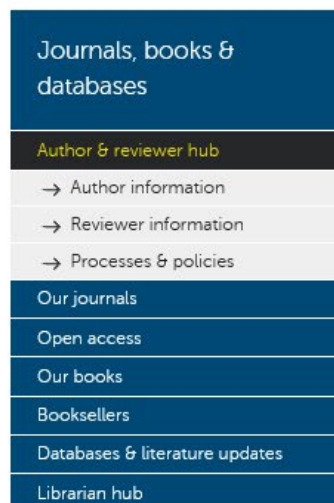 Journals, books &
databases
Author & reviewer hub
→ Author information
→ Reviewer information
→ Processes & policies
Our journals
Open access
Our books
Booksellers
Databases & literature updates
Librarian hub